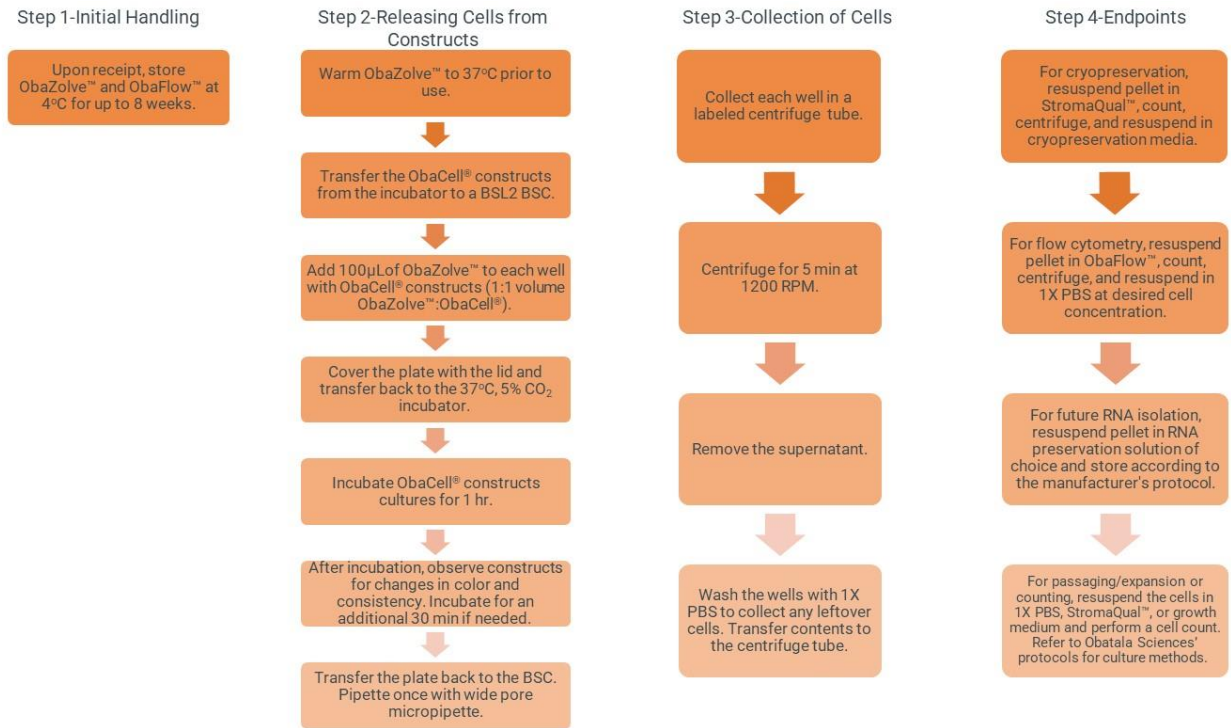 Step 1-Initial Handling
Upon receipt, store
ObaZolve™ and ObaFlow™ at
4°C for up to 8 weeks.
Step 2-Releasing Cells from
Constructs
Warm ObaZolve™ to 37°C prior to
use.
Transfer the ObaCell® constructs
from the incubator to a BSL2 BSC.
Add 100µLof ObaZolve™ to each well
with ObaCell® constructs (1:1 volume
ObaZolve™:ObaCell®).
Cover the plate with the lid and
transfer back to the 37°C, 5% CO₂
incubator.
Incubate ObaCell® constructs
cultures for 1 hr.
After incubation, observe constructs
for changes in color and
consistency. Incubate for an
additional 30 min if needed.
Transfer the plate back to the BSC.
Pipette once with wide pore
micropipette.
Step 3-Collection of Cells
Collect each well in a
labeled centrifuge tube.
Centrifuge for 5 min at
1200 RPM.
Remove the supernatant.
Wash the wells with 1X
PBS to collect any leftover
cells. Transfer contents to
the centrifuge tube.
Step 4-Endpoints
For cryopreservation,
resuspend pellet in
StromaQual™, count,
centrifuge, and resuspend in
cryopreservation media.
For flow cytometry, resuspend
pellet in ObaFlow™, count,
centrifuge, and resuspend in
1X PBS at desired cell
concentration.
For future RNA isolation,
resuspend pellet in RNA
preservation solution of
choice and store according to
the manufacturer's protocol.
For passaging/expansion or
counting, resuspend the cells in
1X PBS, StromaQual™, or growth
medium and perform a cell count.
Refer to Obatala Sciences'
protocols for culture methods.